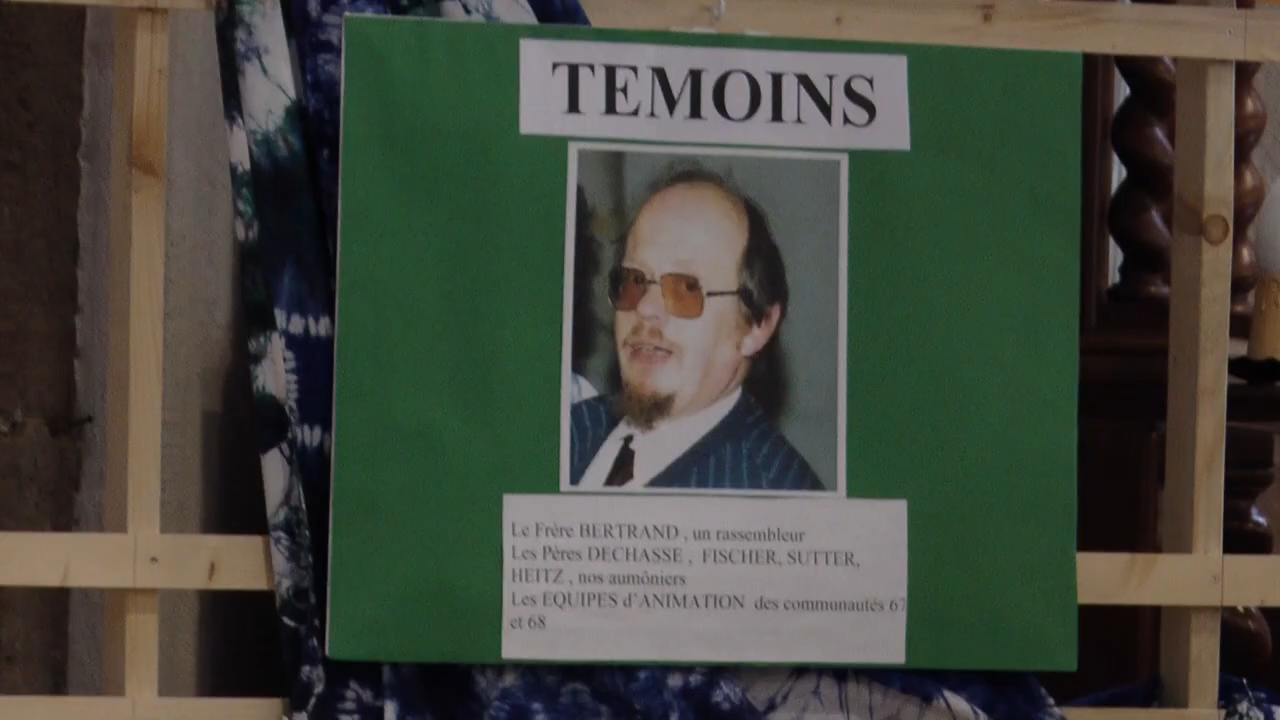 TEMOINS
Le Frère BERTRAND , un rassembleur
Les Pères DECHASSE , FISCHER, SUTTER,
HEITZ , nos aumôniers
Les EQUIPES d'ANIMATION des communautés 67
et 68